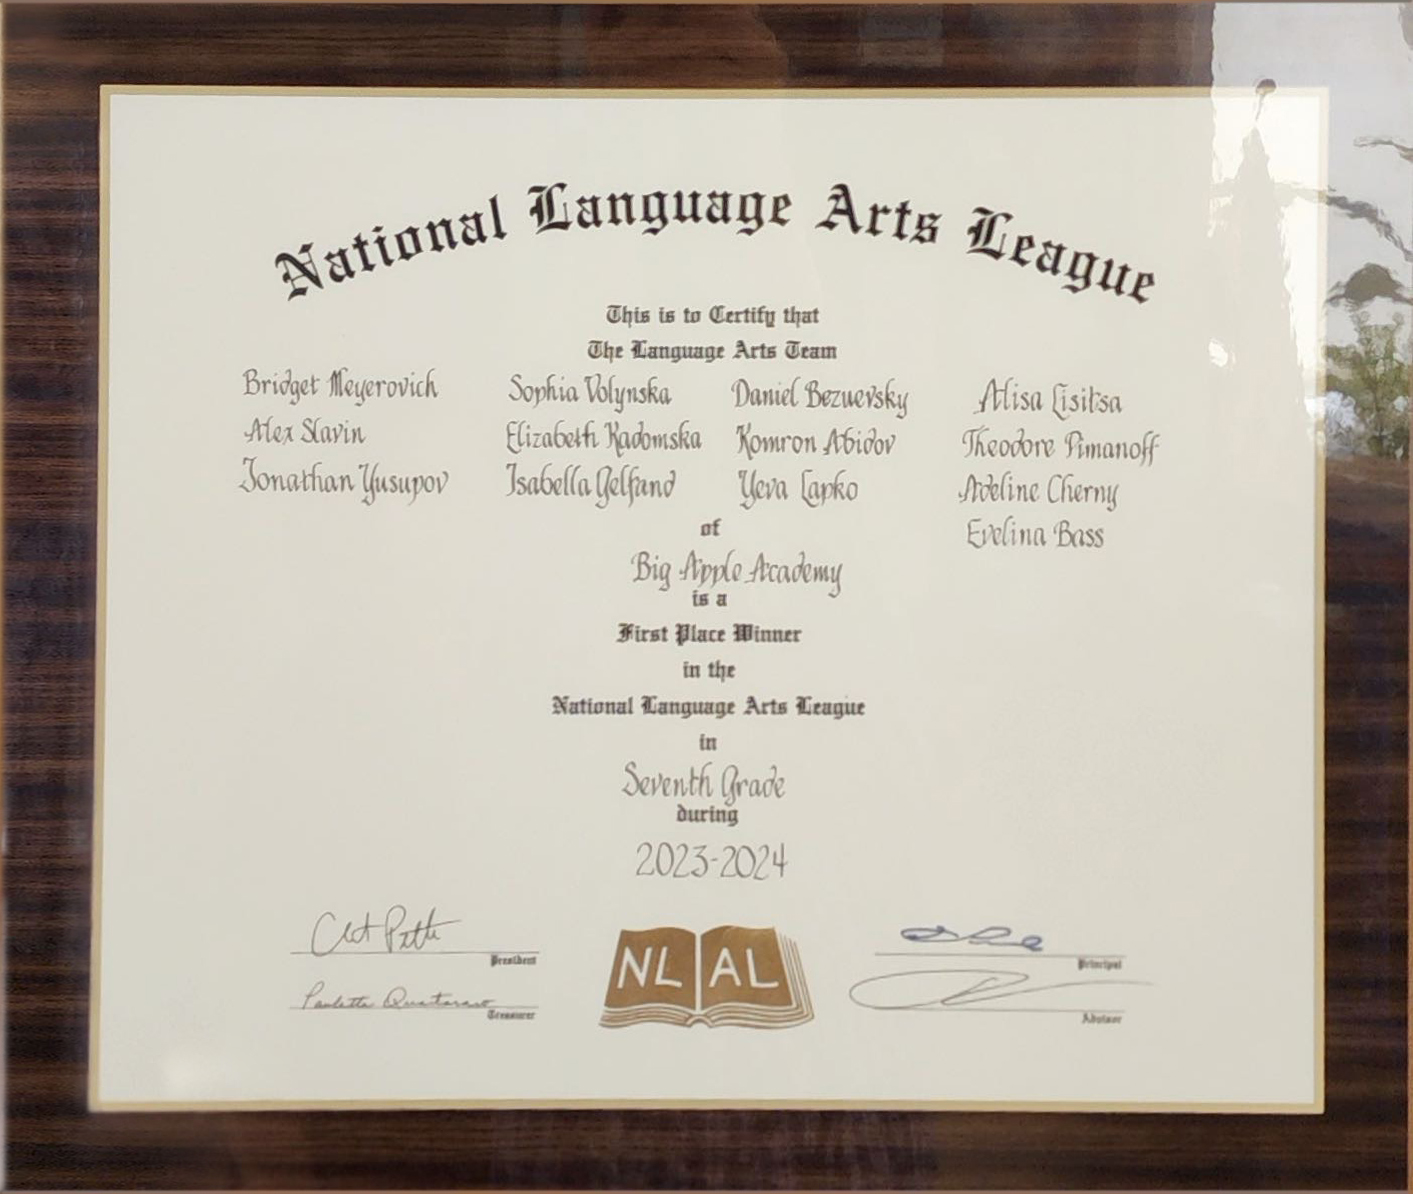 National Language Arts League
This is to Certify that
The Language Arts Team
Bridget Meyerovich Sophia Volynska Daniel Bezuevsky Alisa Lisitsa
Alex Slavin Elizabeth Kadomska Komron Abidov Theodore Pimanoff
Jonathan Yusupov Isabella Gelfand Yeva Lapko Adeline Cherny
of Evelina Bass
Big Apple Academy
is a
First Place Winner
in the
National Language Arts League
in
Seventh Grade
during
2023-2024
President
Principal
NL AL
Paulette Quatararo
Treasurer
Advisor